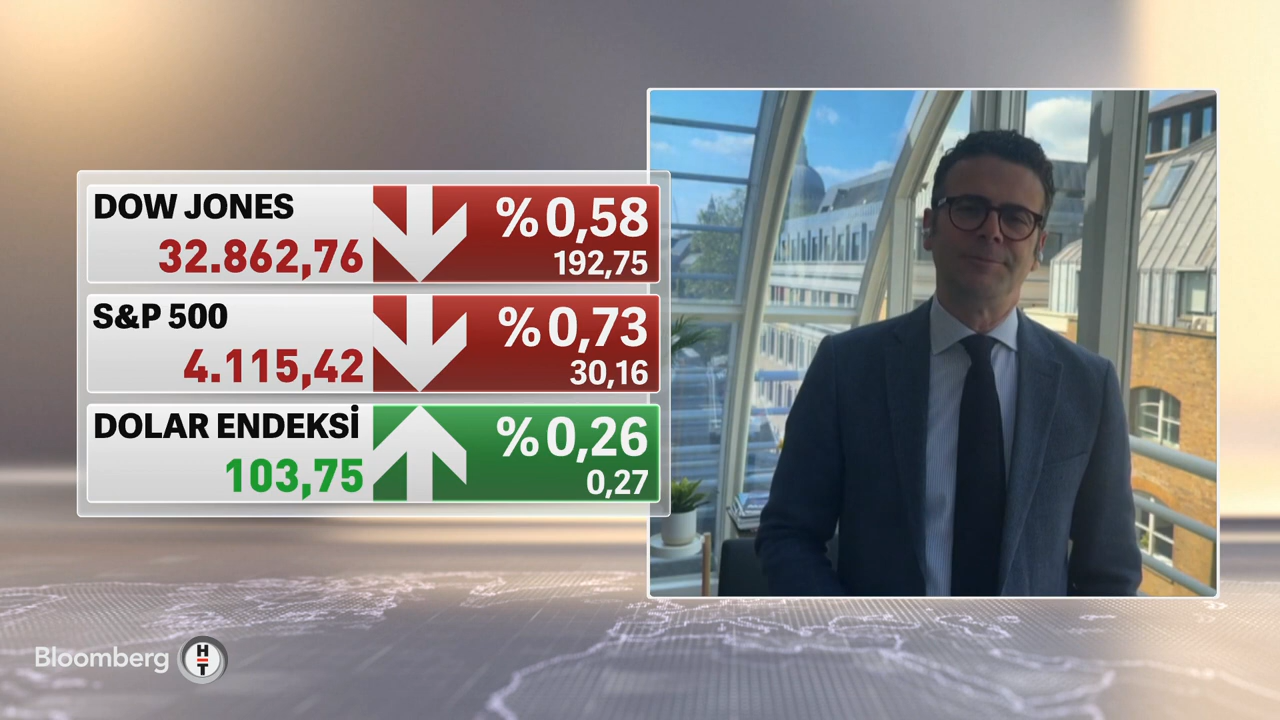 DOW JONES
32.862,76
%0,58
192,75
S&P 500
4.115,42
%0,73
30,16
DOLAR ENDEKSİ
103,75
%0,26
0,27
Bloomberg HT